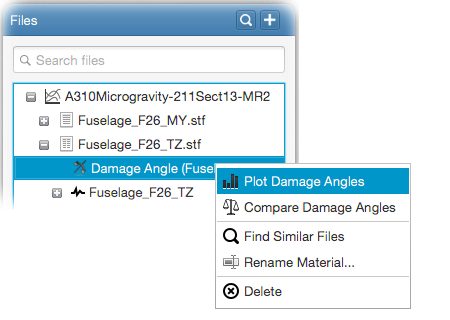 Files
Search files
A310Microgravity-211Sect13-MR2
Fuselage_F26_MY.stf
Fuselage_F26_TZ.stf
Damage Angle (Fuse
Fuselage_F26_TZ
Plot Damage Angles
Compare Damage Angles
Find Similar Files
Rename Material...
Delete